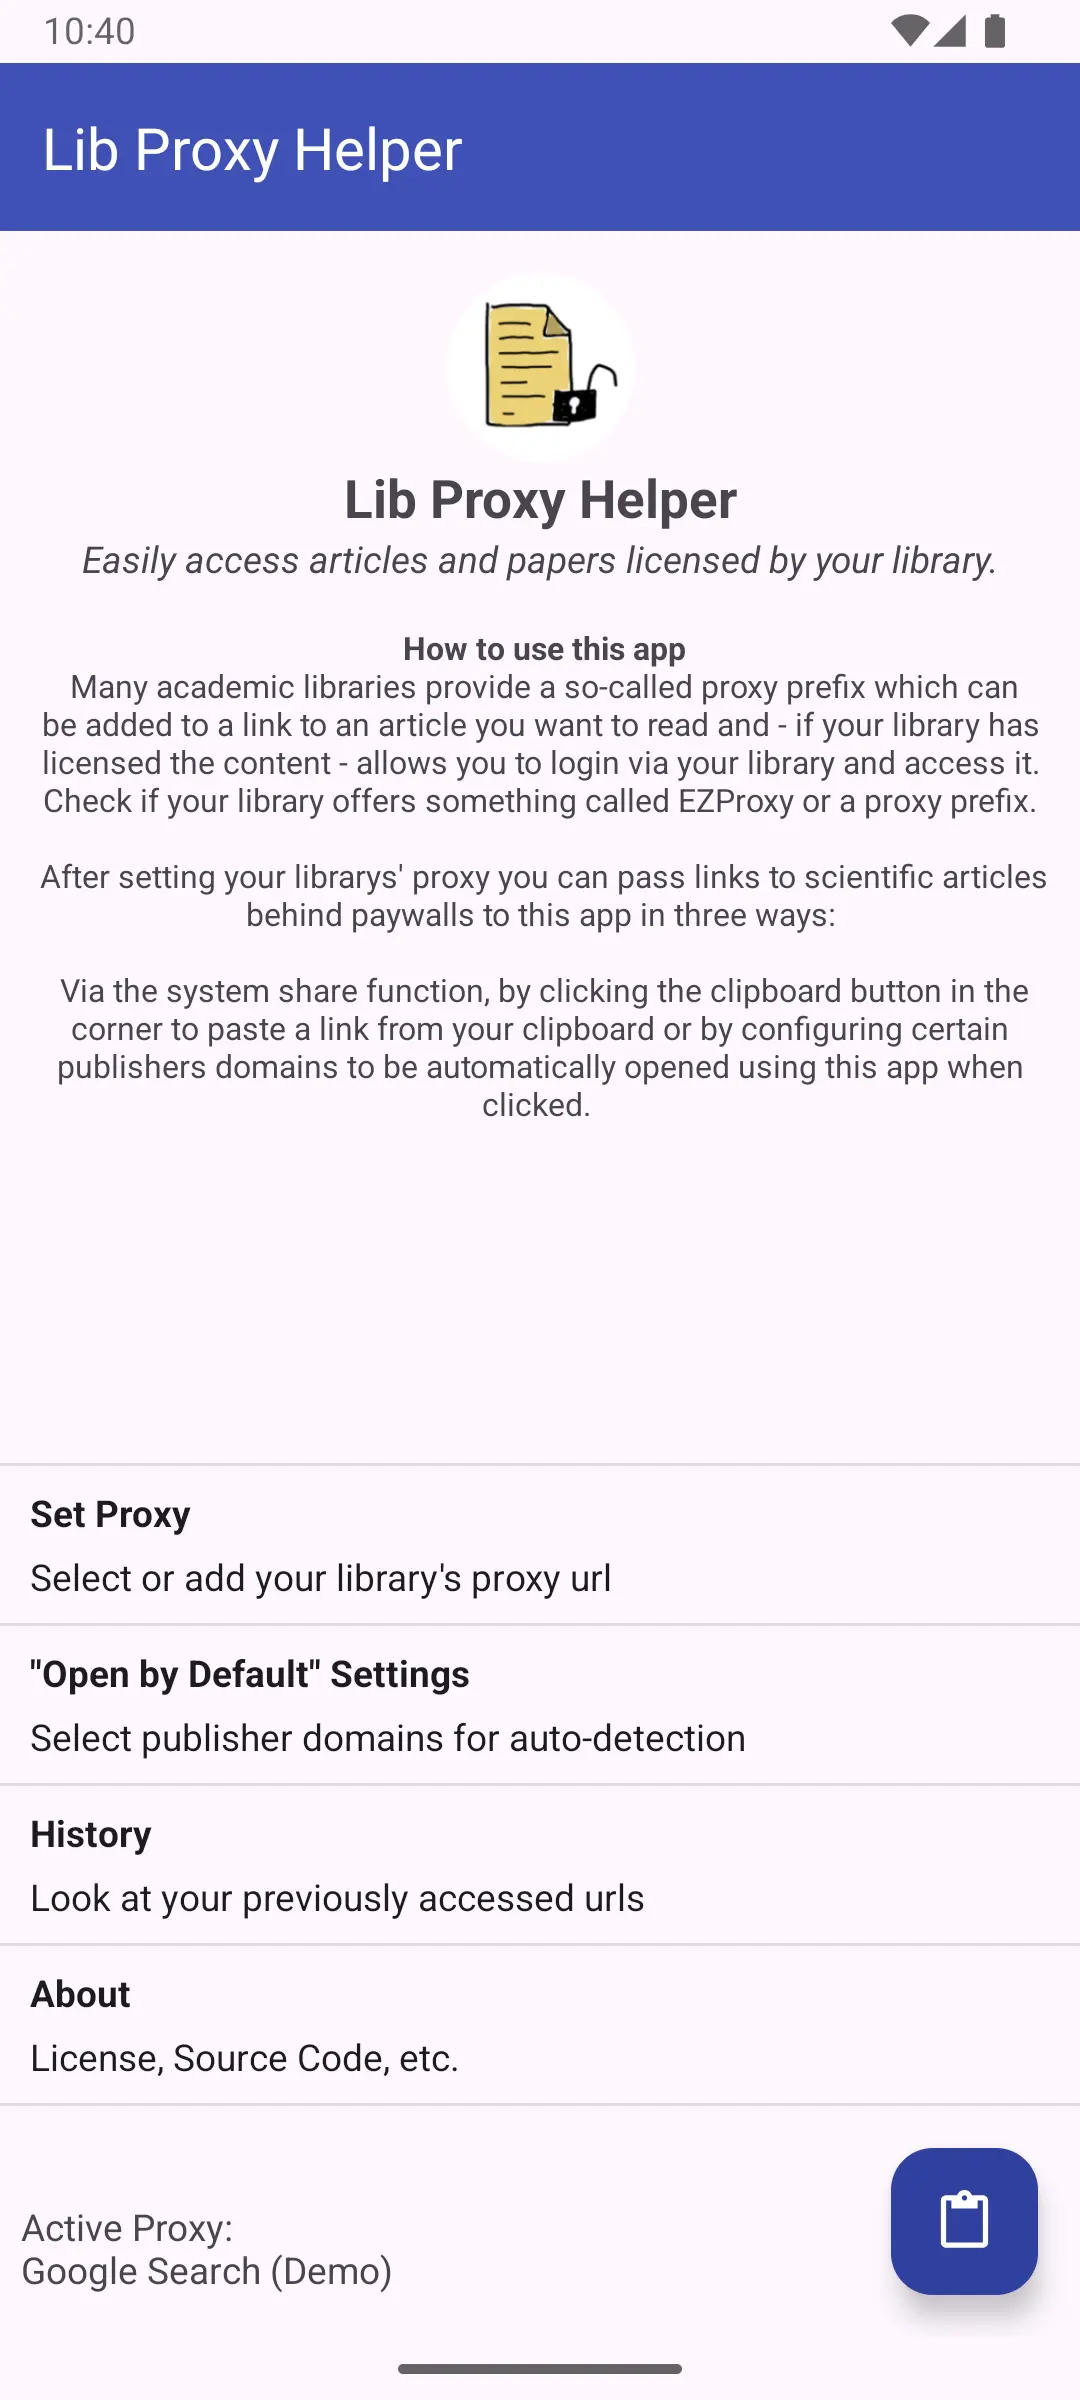 10:40
Lib Proxy Helper
Lib Proxy Helper
Easily access articles and papers licensed by your library.
How to use this app
Many academic libraries provide a so-called proxy prefix which can
be added to a link to an article you want to read and - if your library has
licensed the content - allows you to login via your library and access it.
Check if your library offers something called EZProxy or a proxy prefix.
After setting your librarys' proxy you can pass links to scientific articles
behind paywalls to this app in three ways:
Via the system share function, by clicking the clipboard button in the
corner to paste a link from your clipboard or by configuring certain
publishers domains to be automatically opened using this app when
clicked.
Set Proxy
Select or add your library's proxy url
"Open by Default" Settings
Select publisher domains for auto-detection
History
Look at your previously accessed urls
About
License, Source Code, etc.
Active Proxy:
Google Search (Demo)